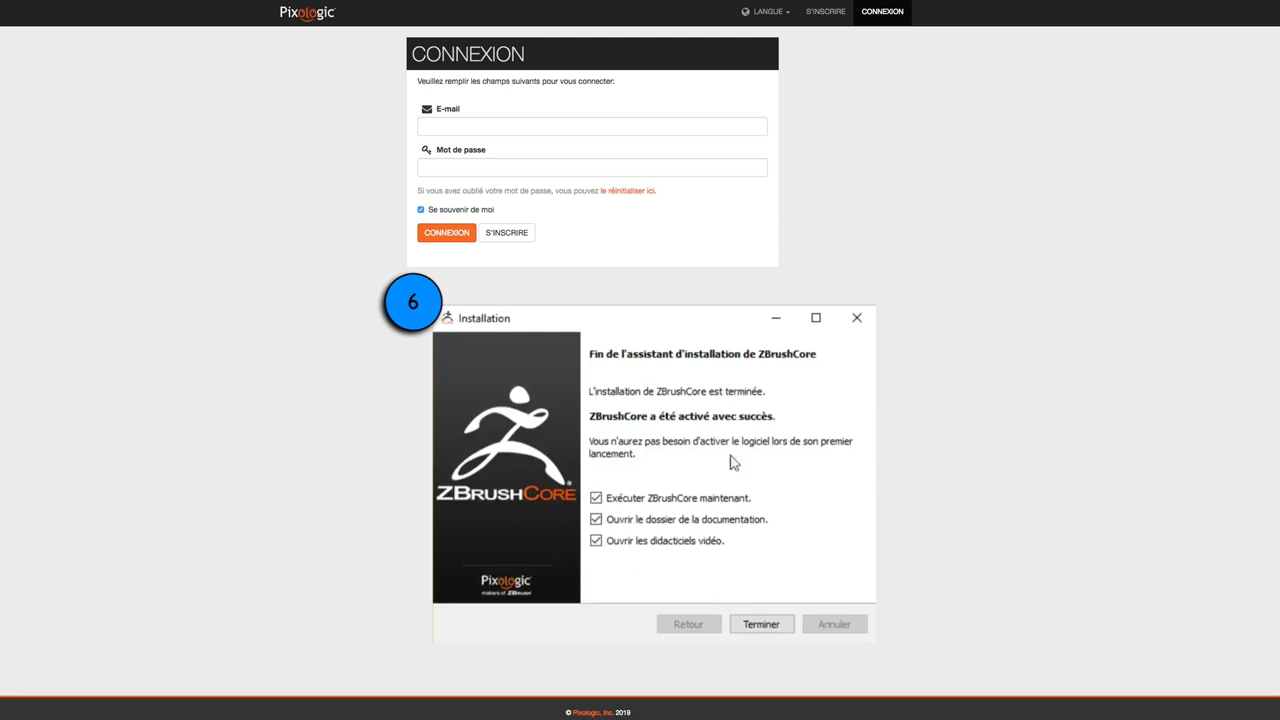 Pixologic
LANGUE
S'INSCRIRE
CONNEXION
CONNEXION
Veuillez remplir les champs suivants pour vous connecter:
E-mail
Mot de passe
Si vous avez oublié votre mot de passe, vous pouvez le réinitialiser ici.
Se souvenir de moi
CONNEXION
S'INSCRIRE
6
Installation
Fin de l'assistant d'installation de ZBrushCore
L'installation de ZBrushCore est terminée.
ZBrushCore a été activé avec succès.
Vous n'aurez pas besoin d'activer le logiciel lors de son premier
lancement.
ZBRUSHCORE
Exécuter ZBrushCore maintenant.
Ouvrir le dossier de la documentation.
Ouvrir les didacticiels vidéo.
Pixologic
makers of ZBRUSH
Retour
Terminer
Annuler
© Pixologic, Inc. 2019